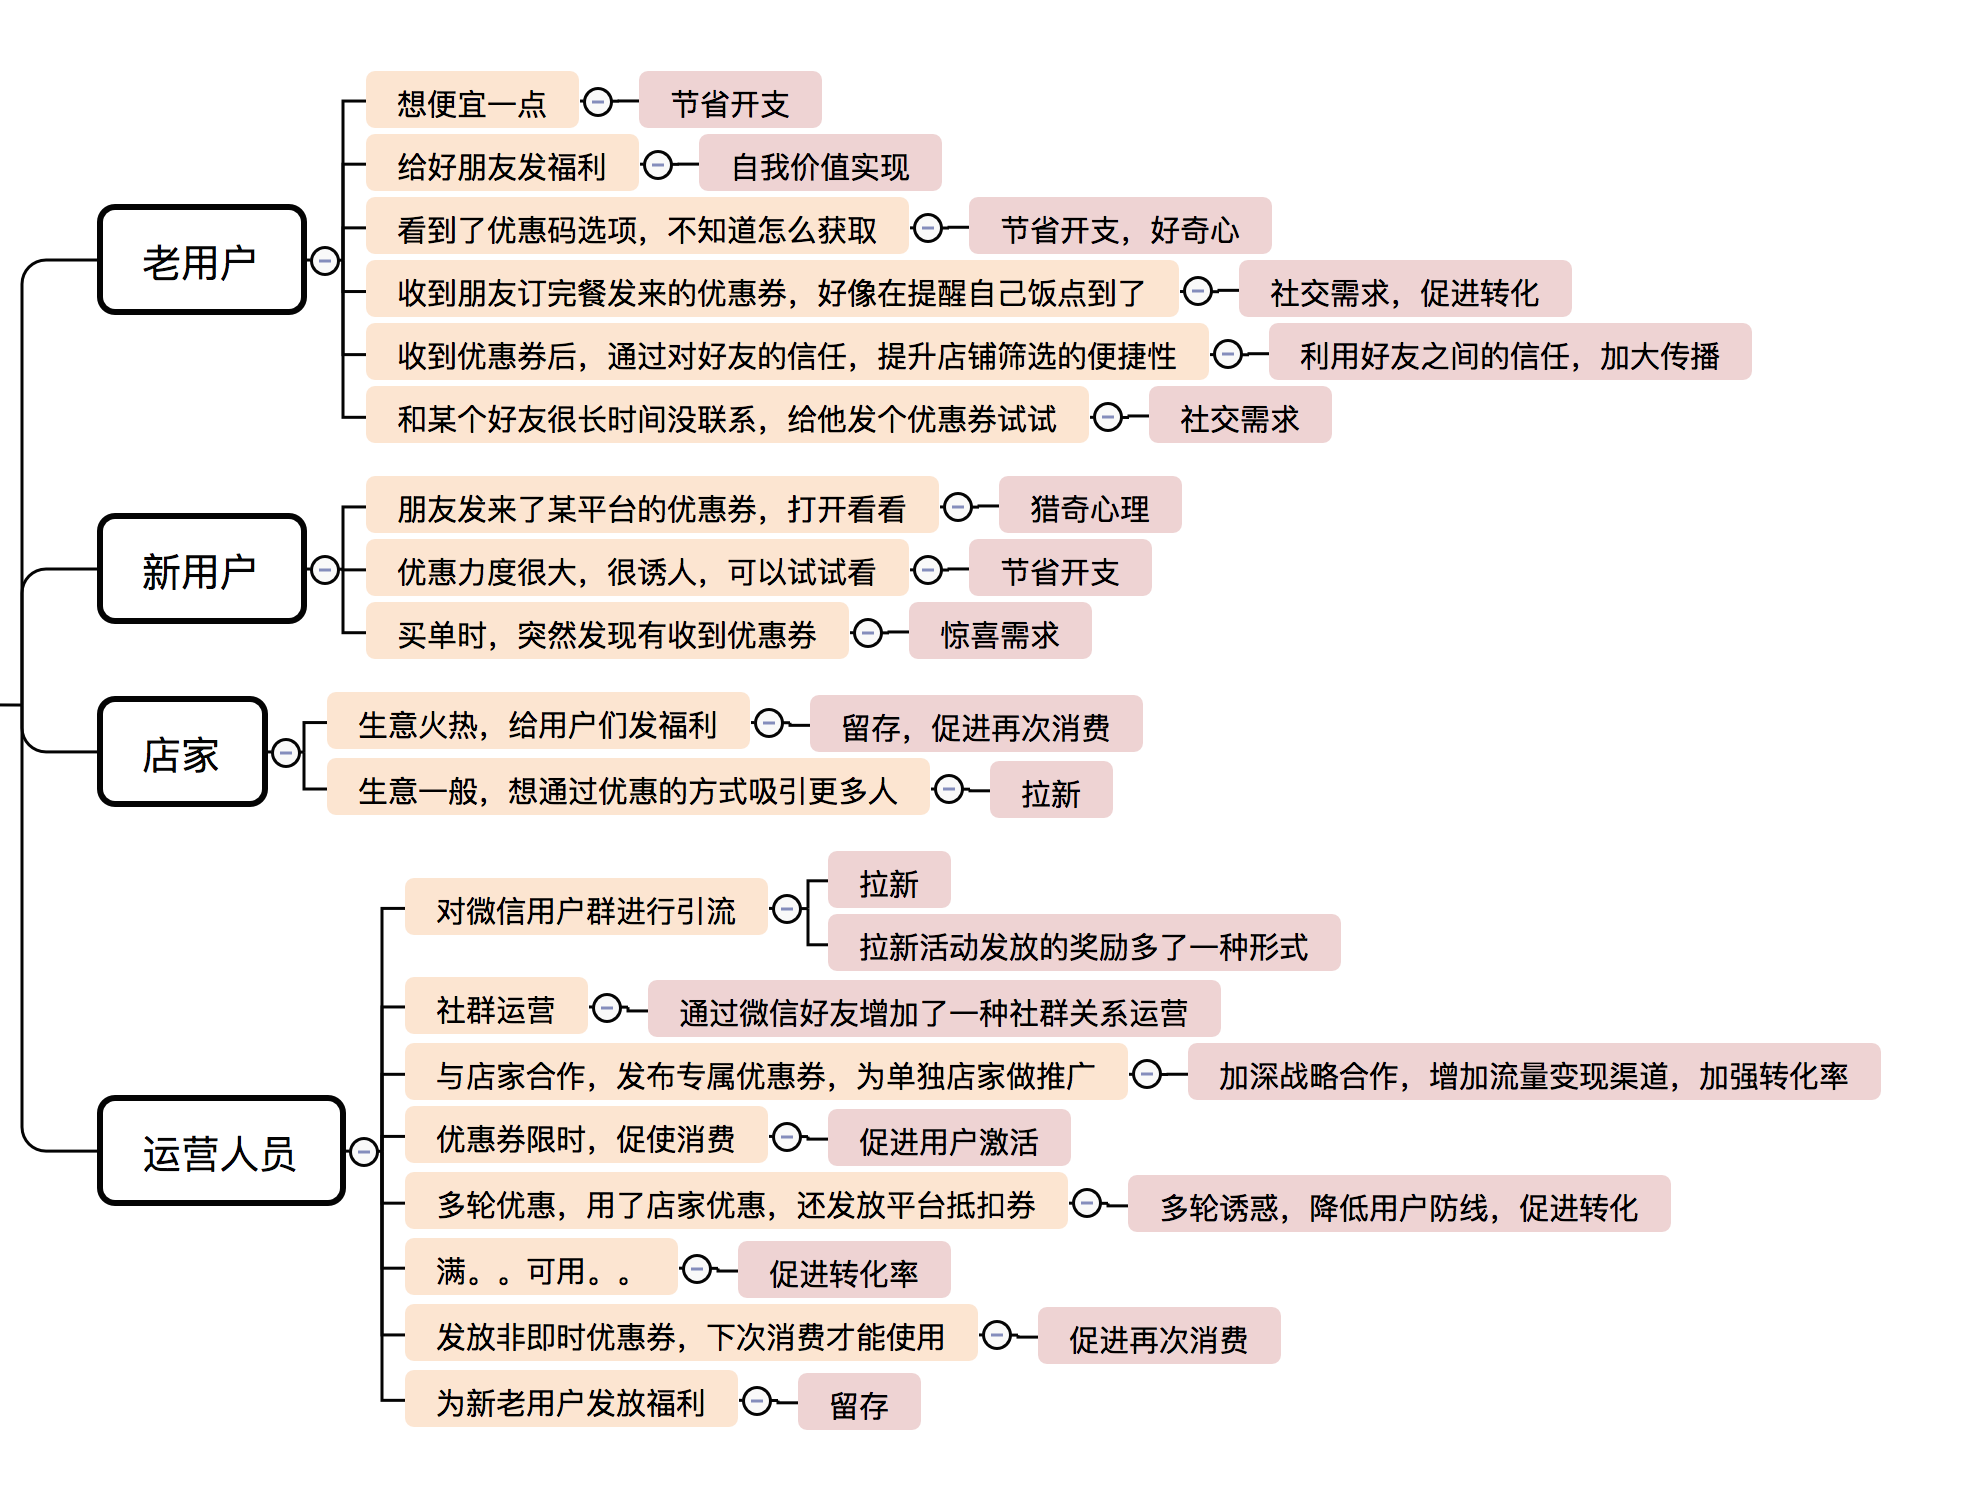 老用户
想便宜一点
节省开支
给好朋友发福利
自我价值实现
看到了优惠码选项，不知道怎么获取
节省开支，好奇心
收到朋友订完餐发来的优惠券，好像在提醒自己饭点到了
社交需求，促进转化
收到优惠券后，通过对好友的信任，提升店铺筛选的便捷性
利用好友之间的信任，加大传播
和某个好友很长时间没联系，给他发个优惠券试试
社交需求
新用户
朋友发来了某平台的优惠券，打开看看
猎奇心理
优惠力度很大，很诱人，可以试试看
节省开支
买单时，突然发现有收到优惠券
惊喜需求
店家
生意火热，给用户们发福利
留存，促进再次消费
生意一般，想通过优惠的方式吸引更多人
拉新
运营人员
对微信用户群进行引流
拉新
拉新活动发放的奖励多了一种形式
社群运营
通过微信好友增加了一种社群关系运营
与店家合作，发布专属优惠券，为单独店家做推广
加深战略合作，增加流量变现渠道，加强转化率
优惠券限时，促使消费
促进用户激活
多轮优惠，用了店家优惠，还发放平台抵扣券
多轮诱惑，降低用户防线，促进转化
满。。可用。。
促进转化率
发放非即时优惠券，下次消费才能使用
促进再次消费
为新老用户发放福利
留存